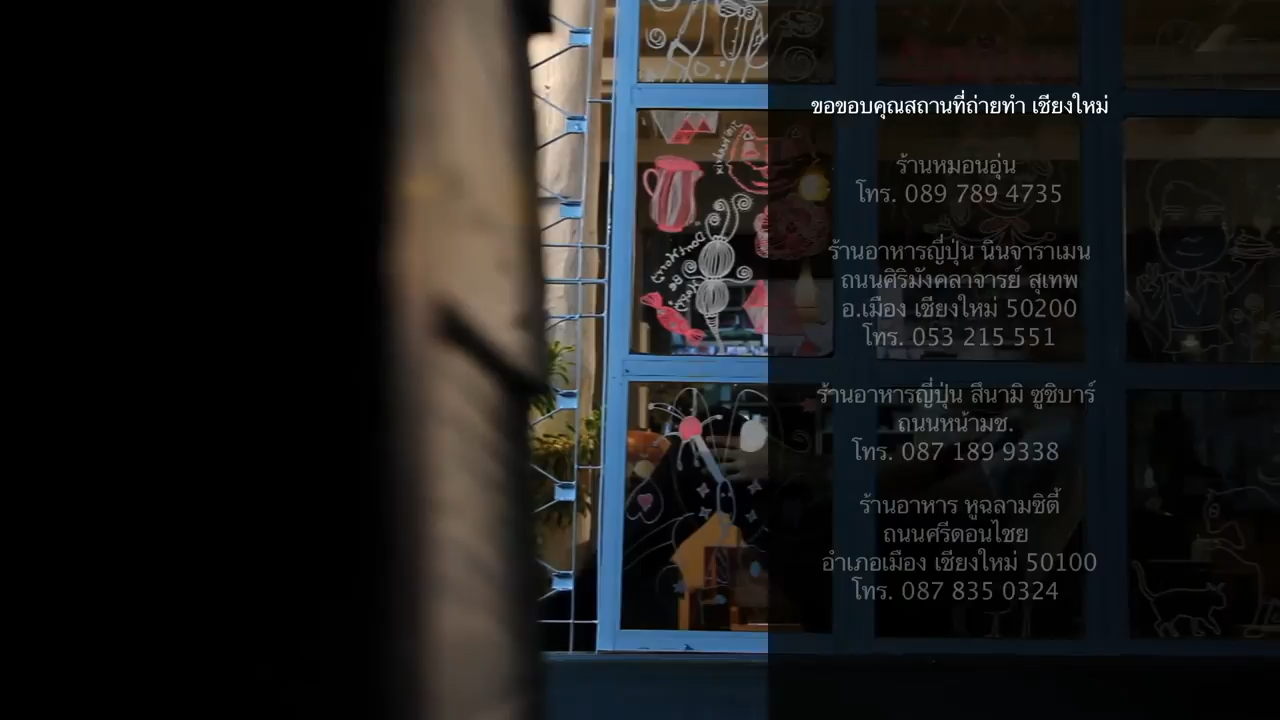 ขอขอบคุณสถานที่ถ่ายทำ เชียงใหม่
ร้านหมอนอุ่น
โทร. 089 789 4735
ร้านอาหารญี่ปุ่น นินจาราเมน
ถนนศิริมังคลาจารย์ สุเทพ
อ.เมือง เชียงใหม่ 50200
โทร. 053 215 551
ร้านอาหารญี่ปุ่น สึนามิ ซูชิบาร์
ถนนหน้ามช.
โทร. 087 189 9338
ร้านอาหาร หูฉลามซิตี้
ถนนศรีดอนไชย
อำเภอเมือง เชียงใหม่ 50100
โทร. 087 835 0324
Don't Worry
Be
Happy